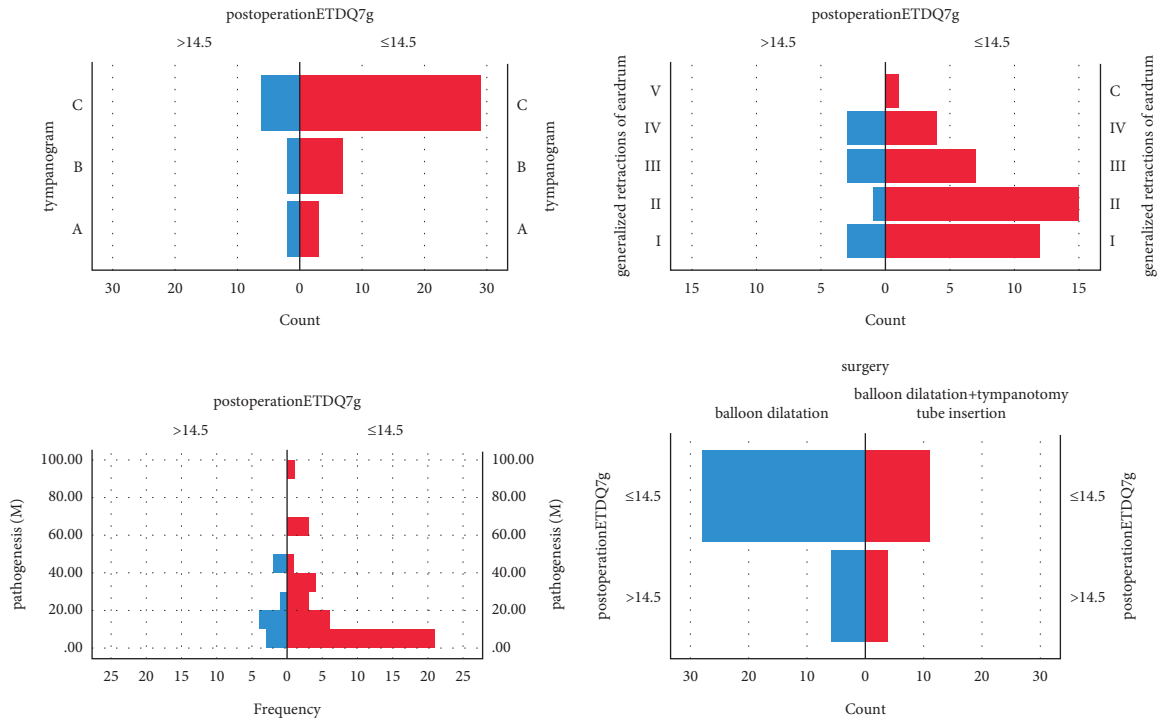 postoperationETDQ7g
>14.5 ≤14.5
C C
B B
A A
tympanogram
tympanogram
30 20 10 0 10 20 30
Count
postoperationETDQ7g
>14.5 ≤14.5
V C
IV IV
III III
II II
I I
generalized retractions of eardrum
generalized retractions of eardrum
15 10 5 0 5 10 15
Count
postoperationETDQ7g
>14.5 ≤14.5
100.00 100.00
80.00 80.00
60.00 60.00
40.00 40.00
20.00 20.00
.00 .00
pathogenesis (M)
pathogenesis (M)
25 20 15 10 5 0 5 10 15 20 25
Frequency
surgery
balloon dilatation
balloon dilatation+tympanotomy
tube insertion
≤14.5 ≤14.5
>14.5 >14.5
postoperationETDQ7g
postoperationETDQ7g
30 20 10 0 10 20 30
Count